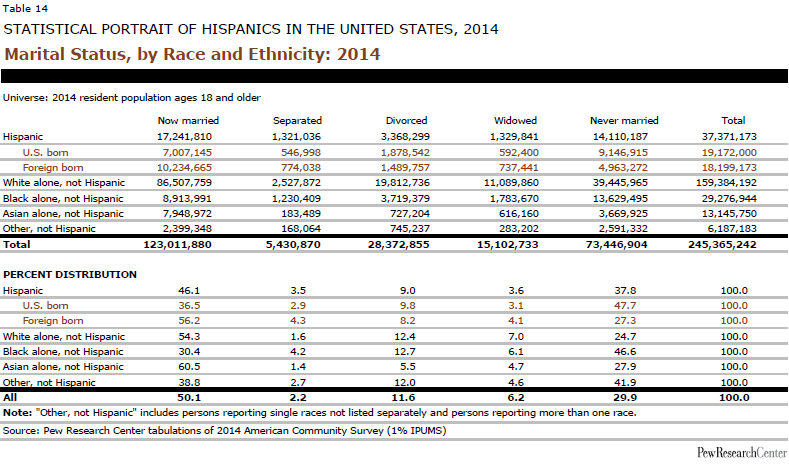 Table 14
STATISTICAL PORTRAIT OF HISPANICS IN THE UNITED STATES, 2014
Marital Status, by Race and Ethnicity: 2014
Universe: 2014 resident population ages 18 and older
Now married Separated Divorced Widowed Never married Total
Hispanic 17,241,810 1,321,036 3,368,299 1,329,841 14,110,187 37,371,173
U.S. born 7,007,145 546,998 1,878,542 592,400 9,146,915 19,172,000
Foreign born 10,234,665 774,038 1,489,757 737,441 4,963,272 18,199,173
White alone, not Hispanic 86,507,759 2,527,872 19,812,736 11,089,860 39,445,965 159,384,192
Black alone, not Hispanic 8,913,991 1,230,409 3,719,379 1,783,670 13,629,495 29,276,944
Asian alone, not Hispanic 7,948,972 183,489 727,204 616,160 3,669,925 13,145,750
Other, not Hispanic 2,399,348 168,064 745,237 283,202 2,591,332 6,187,183
Total 123,011,880 5,430,870 28,372,855 15,102,733 73,446,904 245,365,242
PERCENT DISTRIBUTION
Hispanic 46.1 3.5 9.0 3.6 37.8 100.0
U.S. born 36.5 2.9 9.8 3.1 47.7 100.0
Foreign born 56.2 4.3 8.2 4.1 27.3 100.0
White alone, not Hispanic 54.3 1.6 12.4 7.0 24.7 100.0
Black alone, not Hispanic 30.4 4.2 12.7 6.1 46.6 100.0
Asian alone, not Hispanic 60.5 1.4 5.5 4.7 27.9 100.0
Other, not Hispanic 38.8 2.7 12.0 4.6 41.9 100.0
All 50.1 2.2 11.6 6.2 29.9 100.0
Note: "Other, not Hispanic" includes persons reporting single races not listed separately and persons reporting more than one race.
Source: Pew Research Center tabulations of 2014 American Community Survey (1% IPUMS)
PewResearchCenter